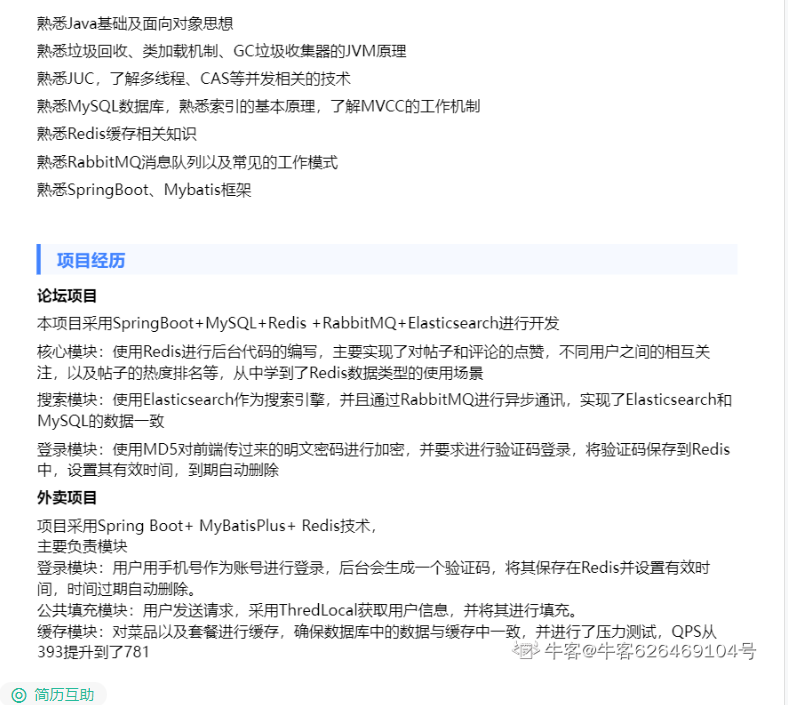 熟悉Java基础及面向对象思想
熟悉垃圾回收、类加载机制、GC垃圾收集器的JVM原理
熟悉JUC，了解多线程、CAS等并发相关的技术
熟悉MySQL数据库，熟悉索引的基本原理，了解MVCC的工作机制
熟悉Redis缓存相关知识
熟悉RabbitMQ消息队列以及常见的工作模式
熟悉SpringBoot、Mybatis框架
项目经历
论坛项目
本项目采用SpringBoot+MySQL+Redis +RabbitMQ+Elasticsearch进行开发
核心模块：使用Redis进行后台代码的编写，主要实现了对帖子和评论的点赞，不同用户之间的相互关
注，以及帖子的热度排名等，从中学到了Redis数据类型的使用场景
搜索模块：使用Elasticsearch作为搜索引擎，并且通过RabbitMQ进行异步通讯，实现了Elasticsearch和
MySQL的数据一致
登录模块：使用MD5对前端传过来的明文密码进行加密，并要求进行验证码登录，将验证码保存到Redis
中，设置其有效时间，到期自动删除
外卖项目
项目采用Spring Boot+ MyBatisPlus+ Redis技术，
主要负责模块
登录模块：用户用手机号作为账号进行登录，后台会生成一个验证码，将其保存在Redis并设置有效时
间，时间过期自动删除。
公共填充模块：用户发送请求，采用ThredLocal获取用户信息，并将其进行填充。
缓存模块：对菜品以及套餐进行缓存，确保数据库中的数据与缓存中一致，并进行了压力测试，QPS从
393提升到了781
牛客@牛客626469104号
简历互助